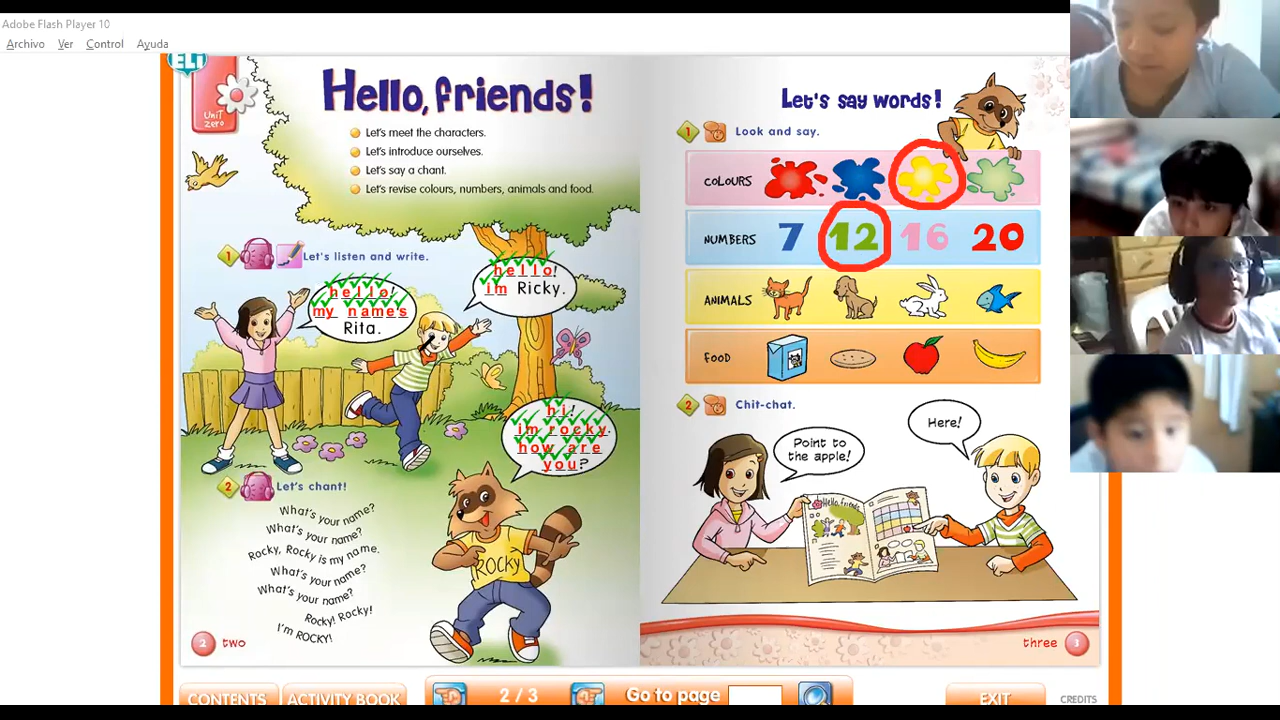 Adobe Flash Player 10
Archivo Ver Control Ayuda
ELi
UNIT
ZERO
Hello, friends!
Let's meet the characters.
Let's introduce ourselves.
Let's say a chant.
Let's revise colours, numbers, animals and food.
1 Let's listen and write.
hello!
my names
Rita.
hello!
im Ricky.
hi!
im rocky.
how are
you?
2 Let's chant!
What's your name?
What's your name?
Rocky, Rocky is my name.
What's your name?
What's your name?
Rocky! Rocky!
I'm ROCKY!
ROCKY
2 two
Let's say words!
1 Look and say.
COLOURS
NUMBERS 7 12 16 20
ANIMALS
FOOD
2 Chit-chat.
Point to
the apple!
Here!
Hello, friends
three 3
CONTENTS ACTIVITY BOOK 2 / 3 Go to page EXIT CREDITS